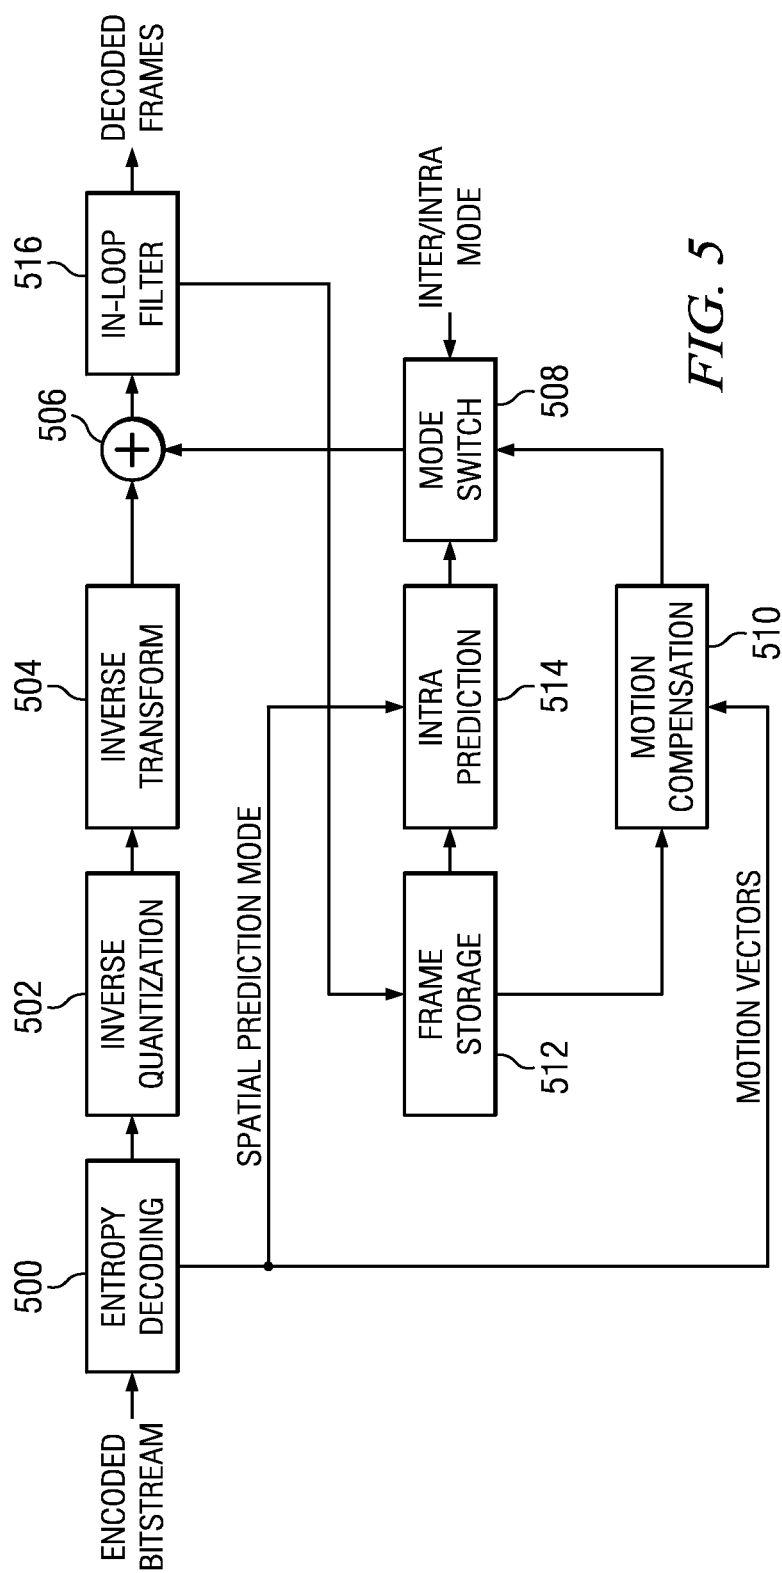 ENCODED
BITSTREAM
500
ENTROPY
DECODING
502
INVERSE
QUANTIZATION
504
INVERSE
TRANSFORM
506
+
516
IN-LOOP
FILTER
DECODED
FRAMES
SPATIAL PREDICTION MODE
FRAME
STORAGE
512
INTRA
PREDICTION
514
MODE
SWITCH
508
INTER/INTRA
MODE
MOTION VECTORS
MOTION
COMPENSATION
510
FIG. 5